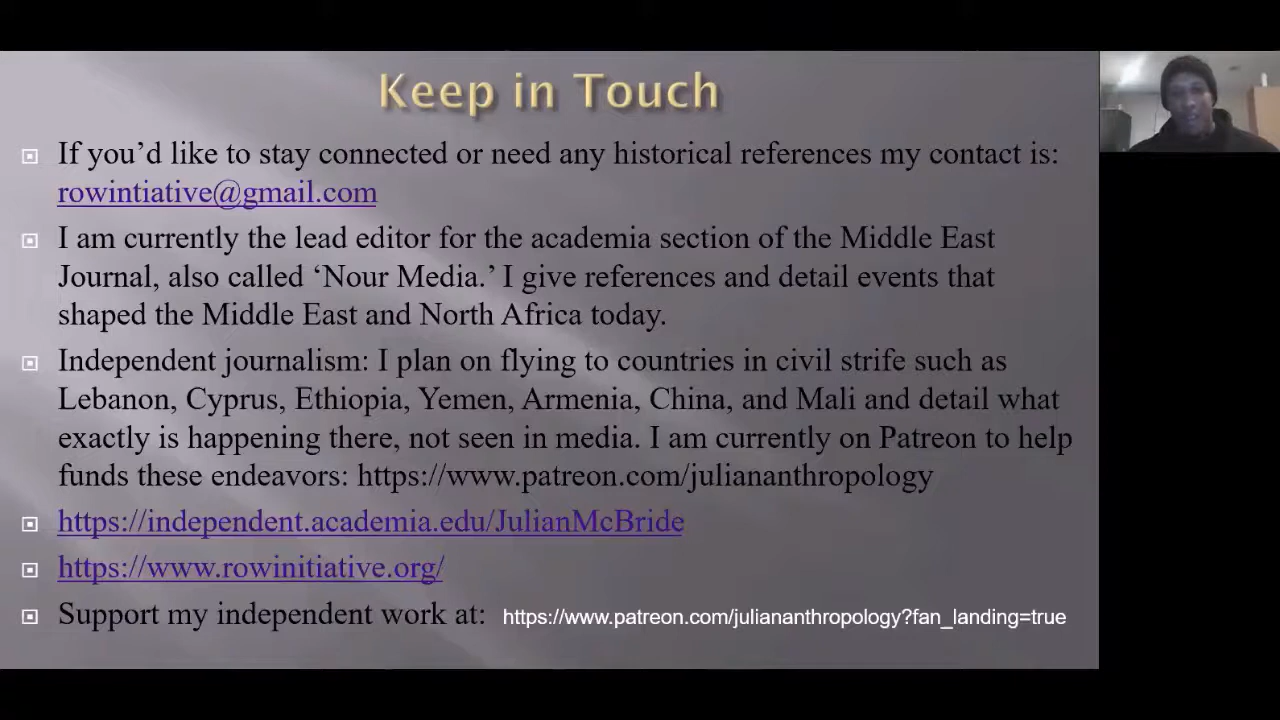 Keep in Touch
If you’d like to stay connected or need any historical references my contact is:
rowintiative@gmail.com
I am currently the lead editor for the academia section of the Middle East
Journal, also called ‘Nour Media.’ I give references and detail events that
shaped the Middle East and North Africa today.
Independent journalism: I plan on flying to countries in civil strife such as
Lebanon, Cyprus, Ethiopia, Yemen, Armenia, China, and Mali and detail what
exactly is happening there, not seen in media. I am currently on Patreon to help
funds these endeavors: https://www.patreon.com/juliananthropology
https://independent.academia.edu/JulianMcBride
https://www.rowinitiative.org/
Support my independent work at: https://www.patreon.com/juliananthropology?fan_landing=true